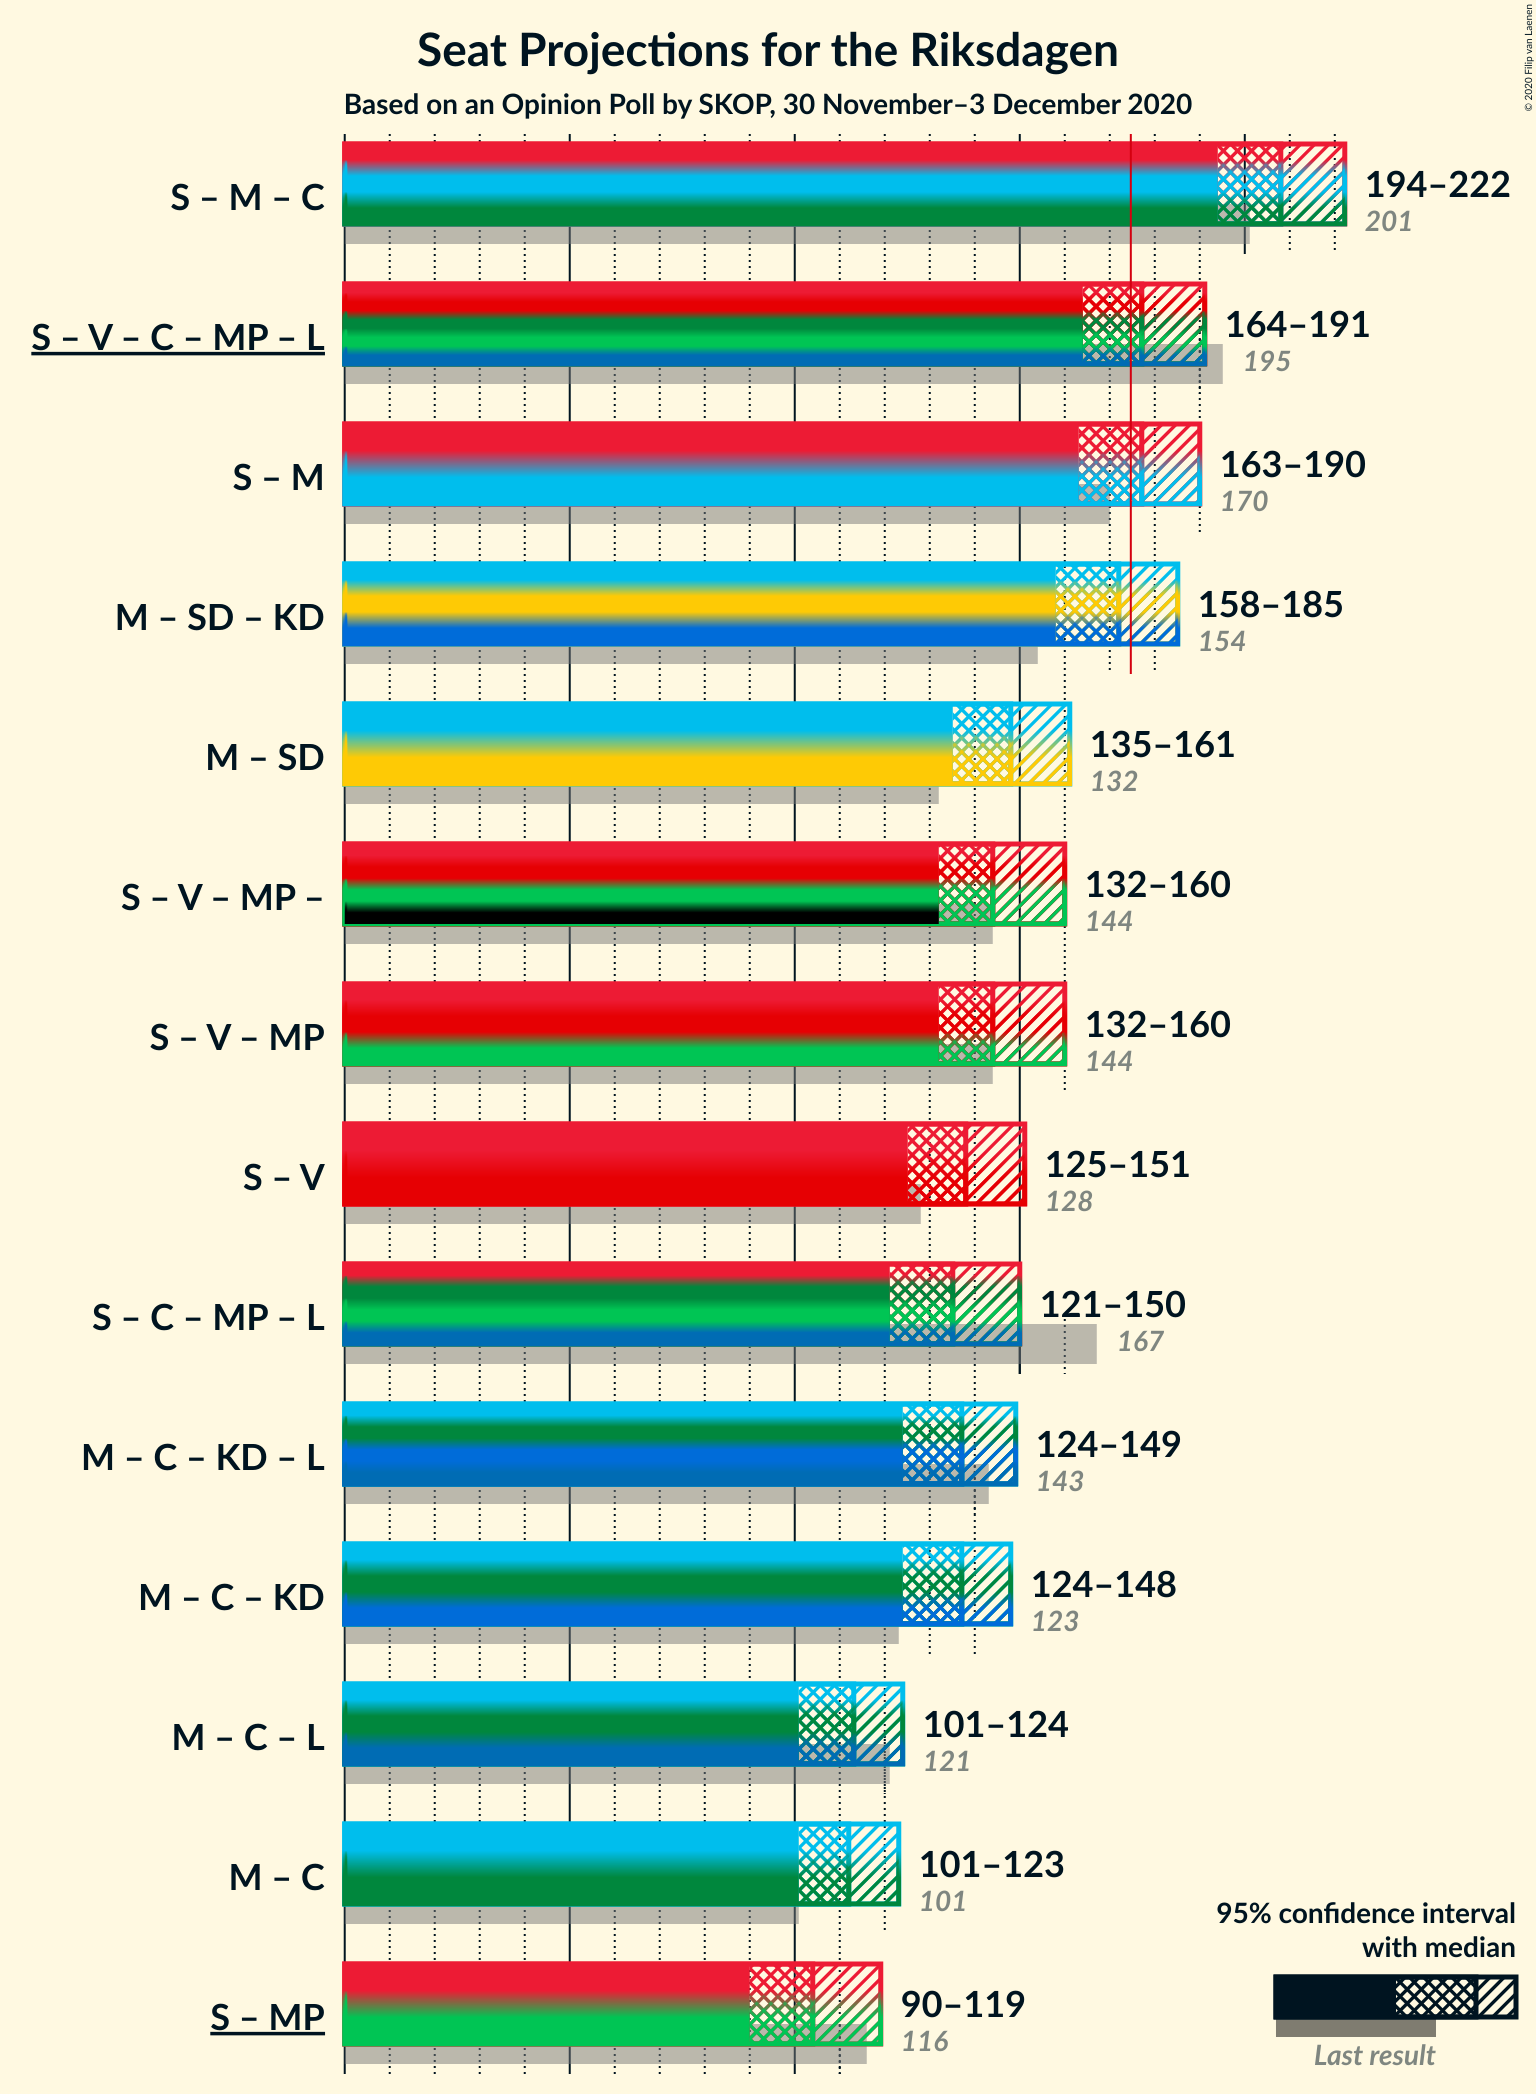 Seat Projections for the Riksdagen
Based on an Opinion Poll by SKOP, 30 November–3 December 2020
© 2020 Filip van Laenen
S – M – C
194–222
201
S – V – C – MP – L
164–191
195
S – M
163–190
170
M – SD – KD
158–185
154
M – SD
135–161
132
S – V – MP –
132–160
144
S – V – MP
132–160
144
S – V
125–151
128
S – C – MP – L
121–150
167
M – C – KD – L
124–149
143
M – C – KD
124–148
123
M – C – L
101–124
121
M – C
101–123
101
S – MP
90–119
116
95% confidence interval
with median
Last result